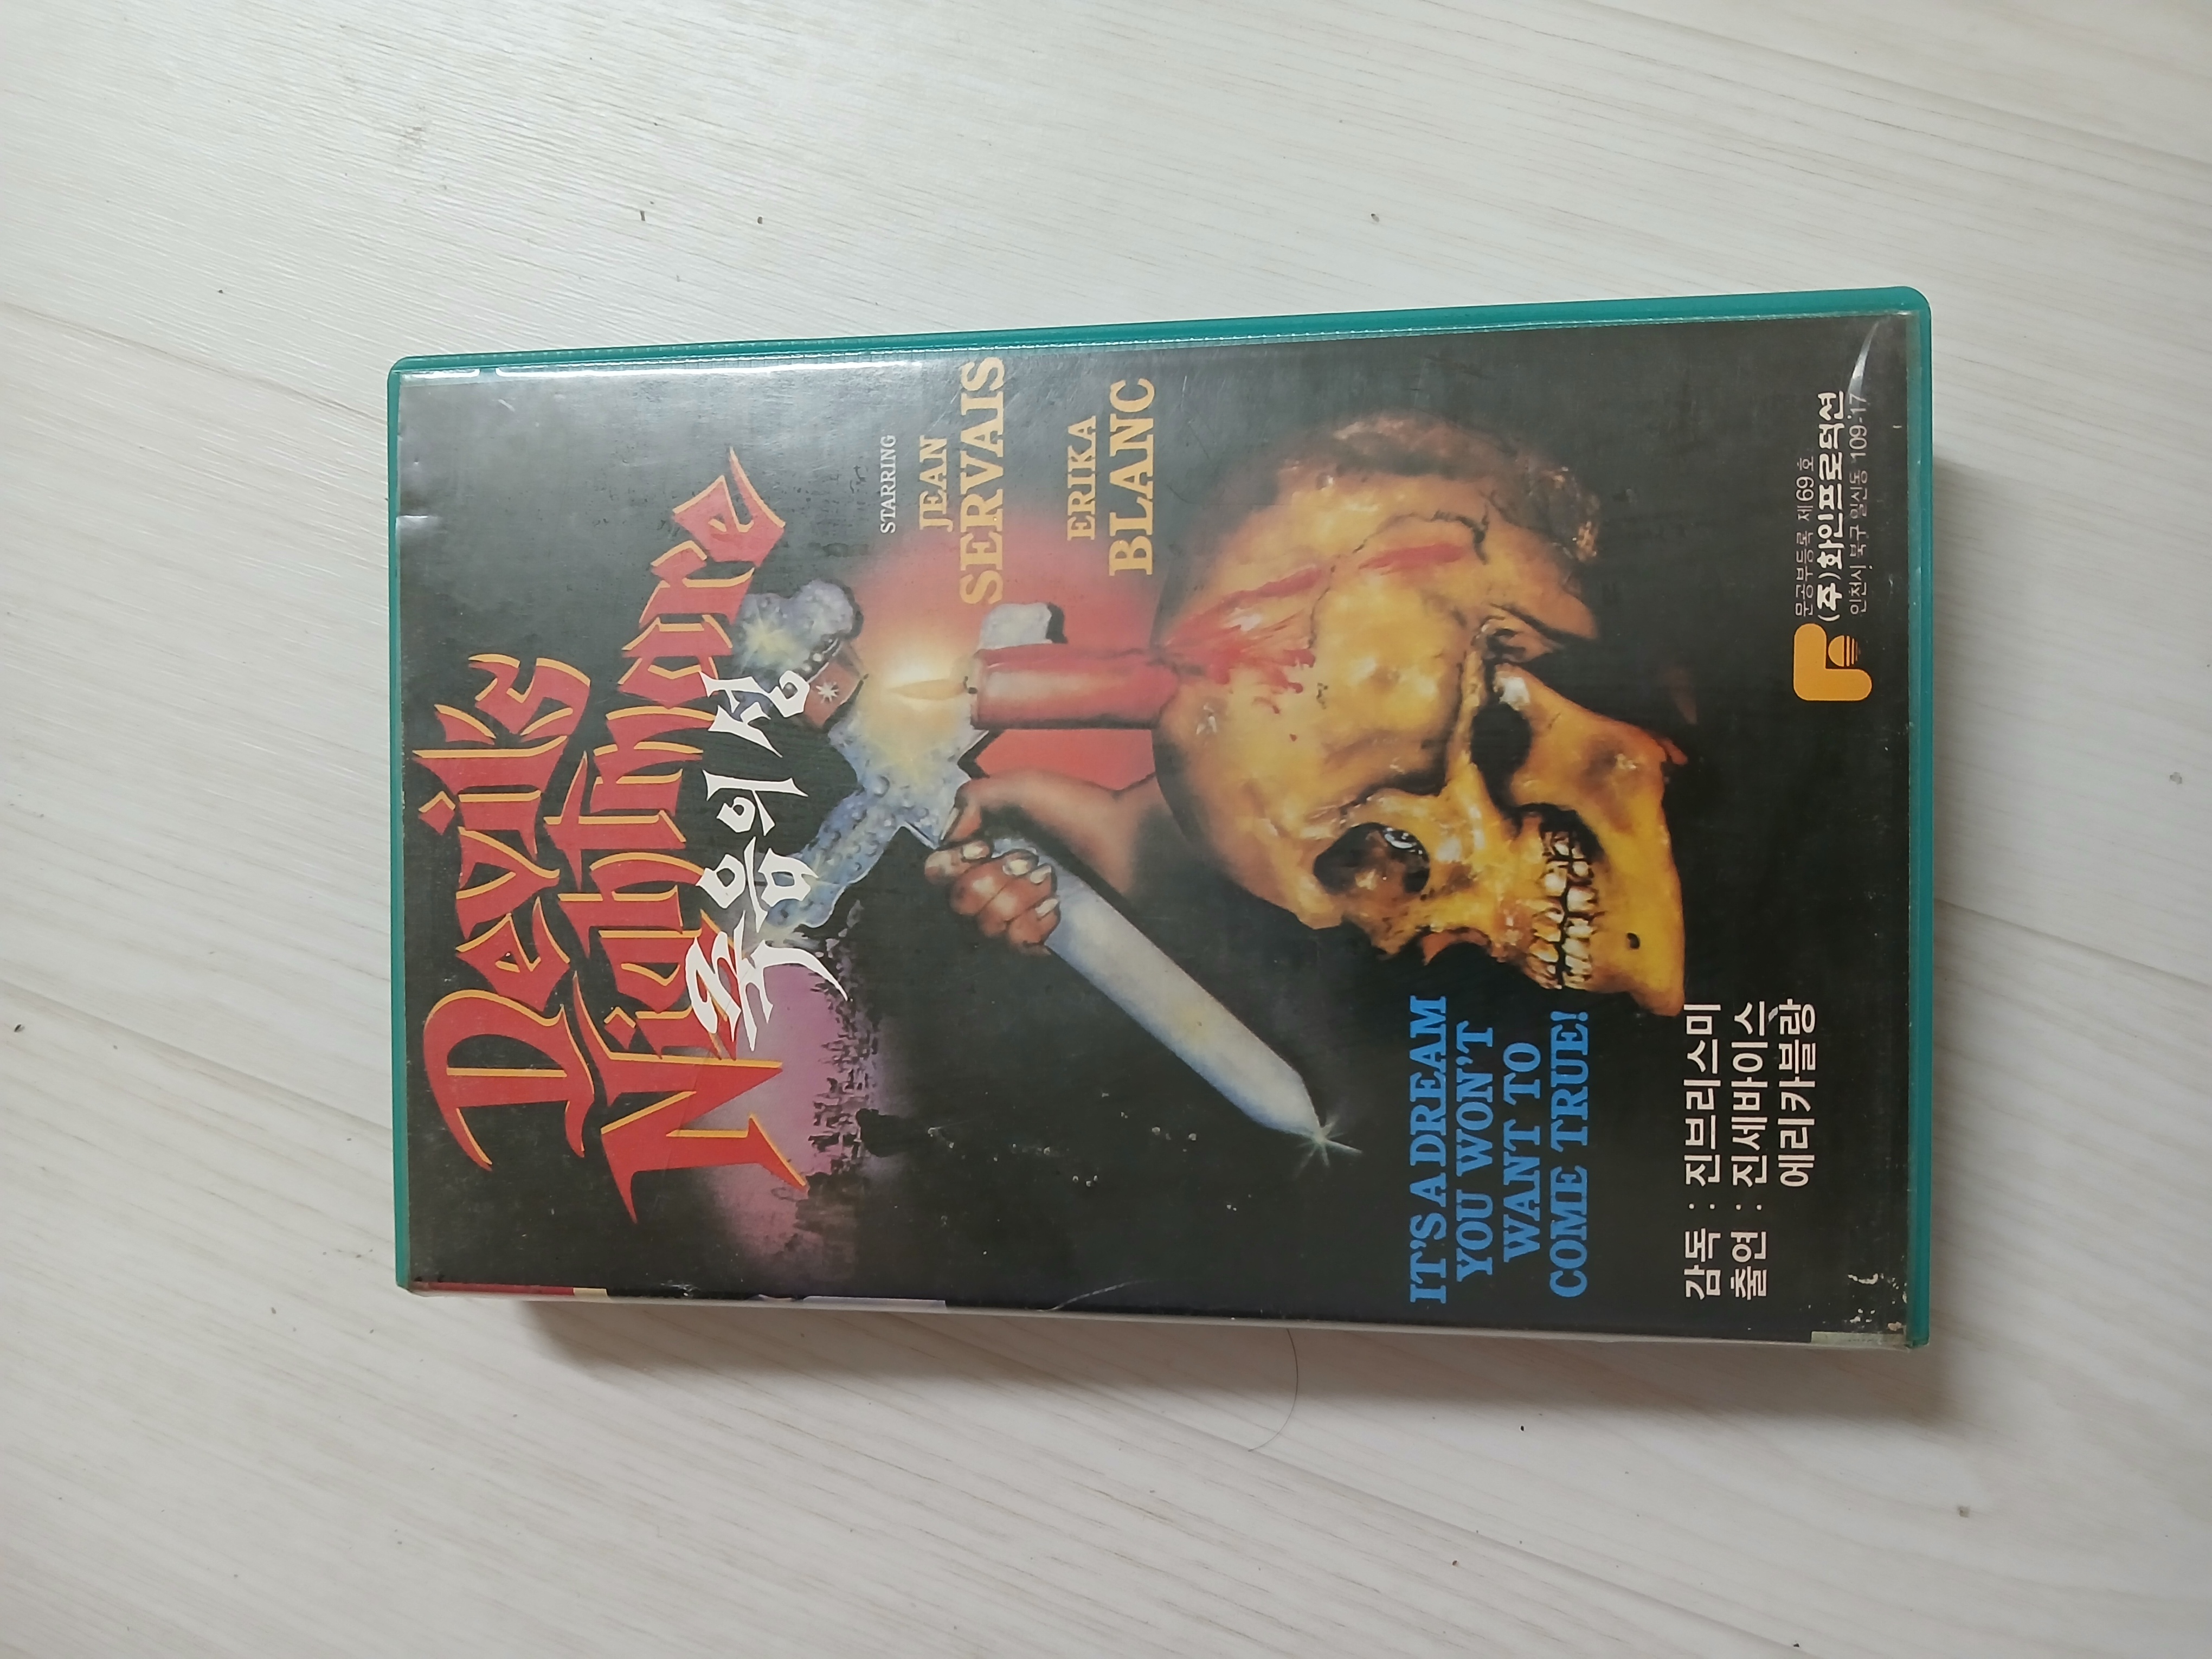 Devils
Nightmare
죽음의 성
STARRING
JEAN
SERVAIS
ERIKA
BLANC
IT'S A DREAM
YOU WON'T
WANT TO
COME TRUE!
감독 : 진브리스미
출연 : 진세바이스
에리카블랑
문공부등록 제69호
(주)화인프로덕션
인천시 북구 일신동 109-17